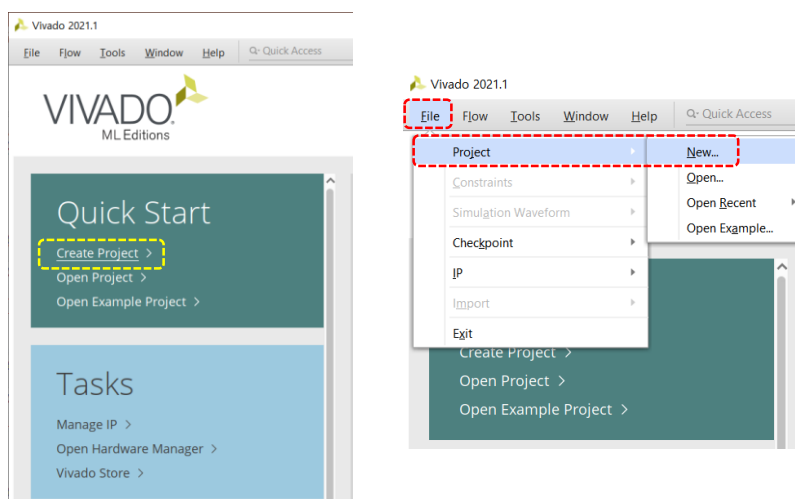 Vivado 2021.1
File Flow Tools Window Help Q- Quick Access
VIVADO.
ML Editions
Quick Start
Create Project >
Open Project >
Open Example Project >
Tasks
Manage IP >
Open Hardware Manager >
Vivado Store >
Vivado 2021.1
File Flow Tools Window Help Q- Quick Access
Project New...
Constraints Open...
Simulation Waveform Open Recent
Checkpoint Open Example...
IP
Import
Exit
Create Project >
Open Project >
Open Example Project >